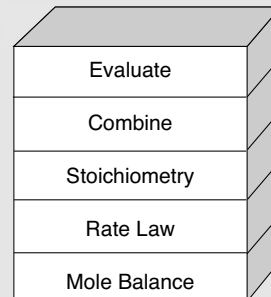 Evaluate
Combine
Stoichiometry
Rate Law
Mole Balance